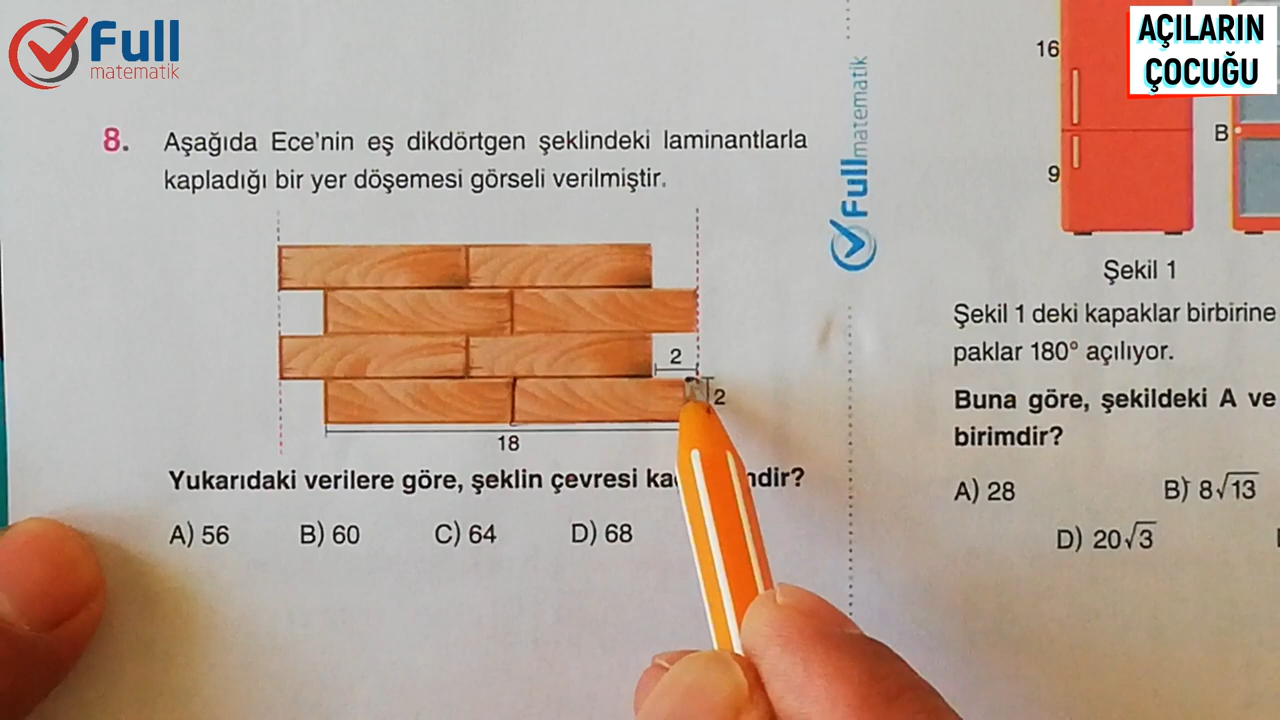 Full
matematik
AÇILARIN
ÇOCUĞU
8. Aşağıda Ece'nin eş dikdörtgen şeklindeki laminantlarla
kapladığı bir yer döşemesi görseli verilmiştir.
2
2
18
Yukarıdaki verilere göre, şeklin çevresi
A) 56 B) 60 C) 64 D) 68
Fullmatematik
16
B
9
Şekil 1
Şekil 1 deki kapaklar birbirine
paklar 180° açılıyor.
Buna göre, şekildeki A ve
birimdir?
A) 28 B) 8√13
D) 20√3